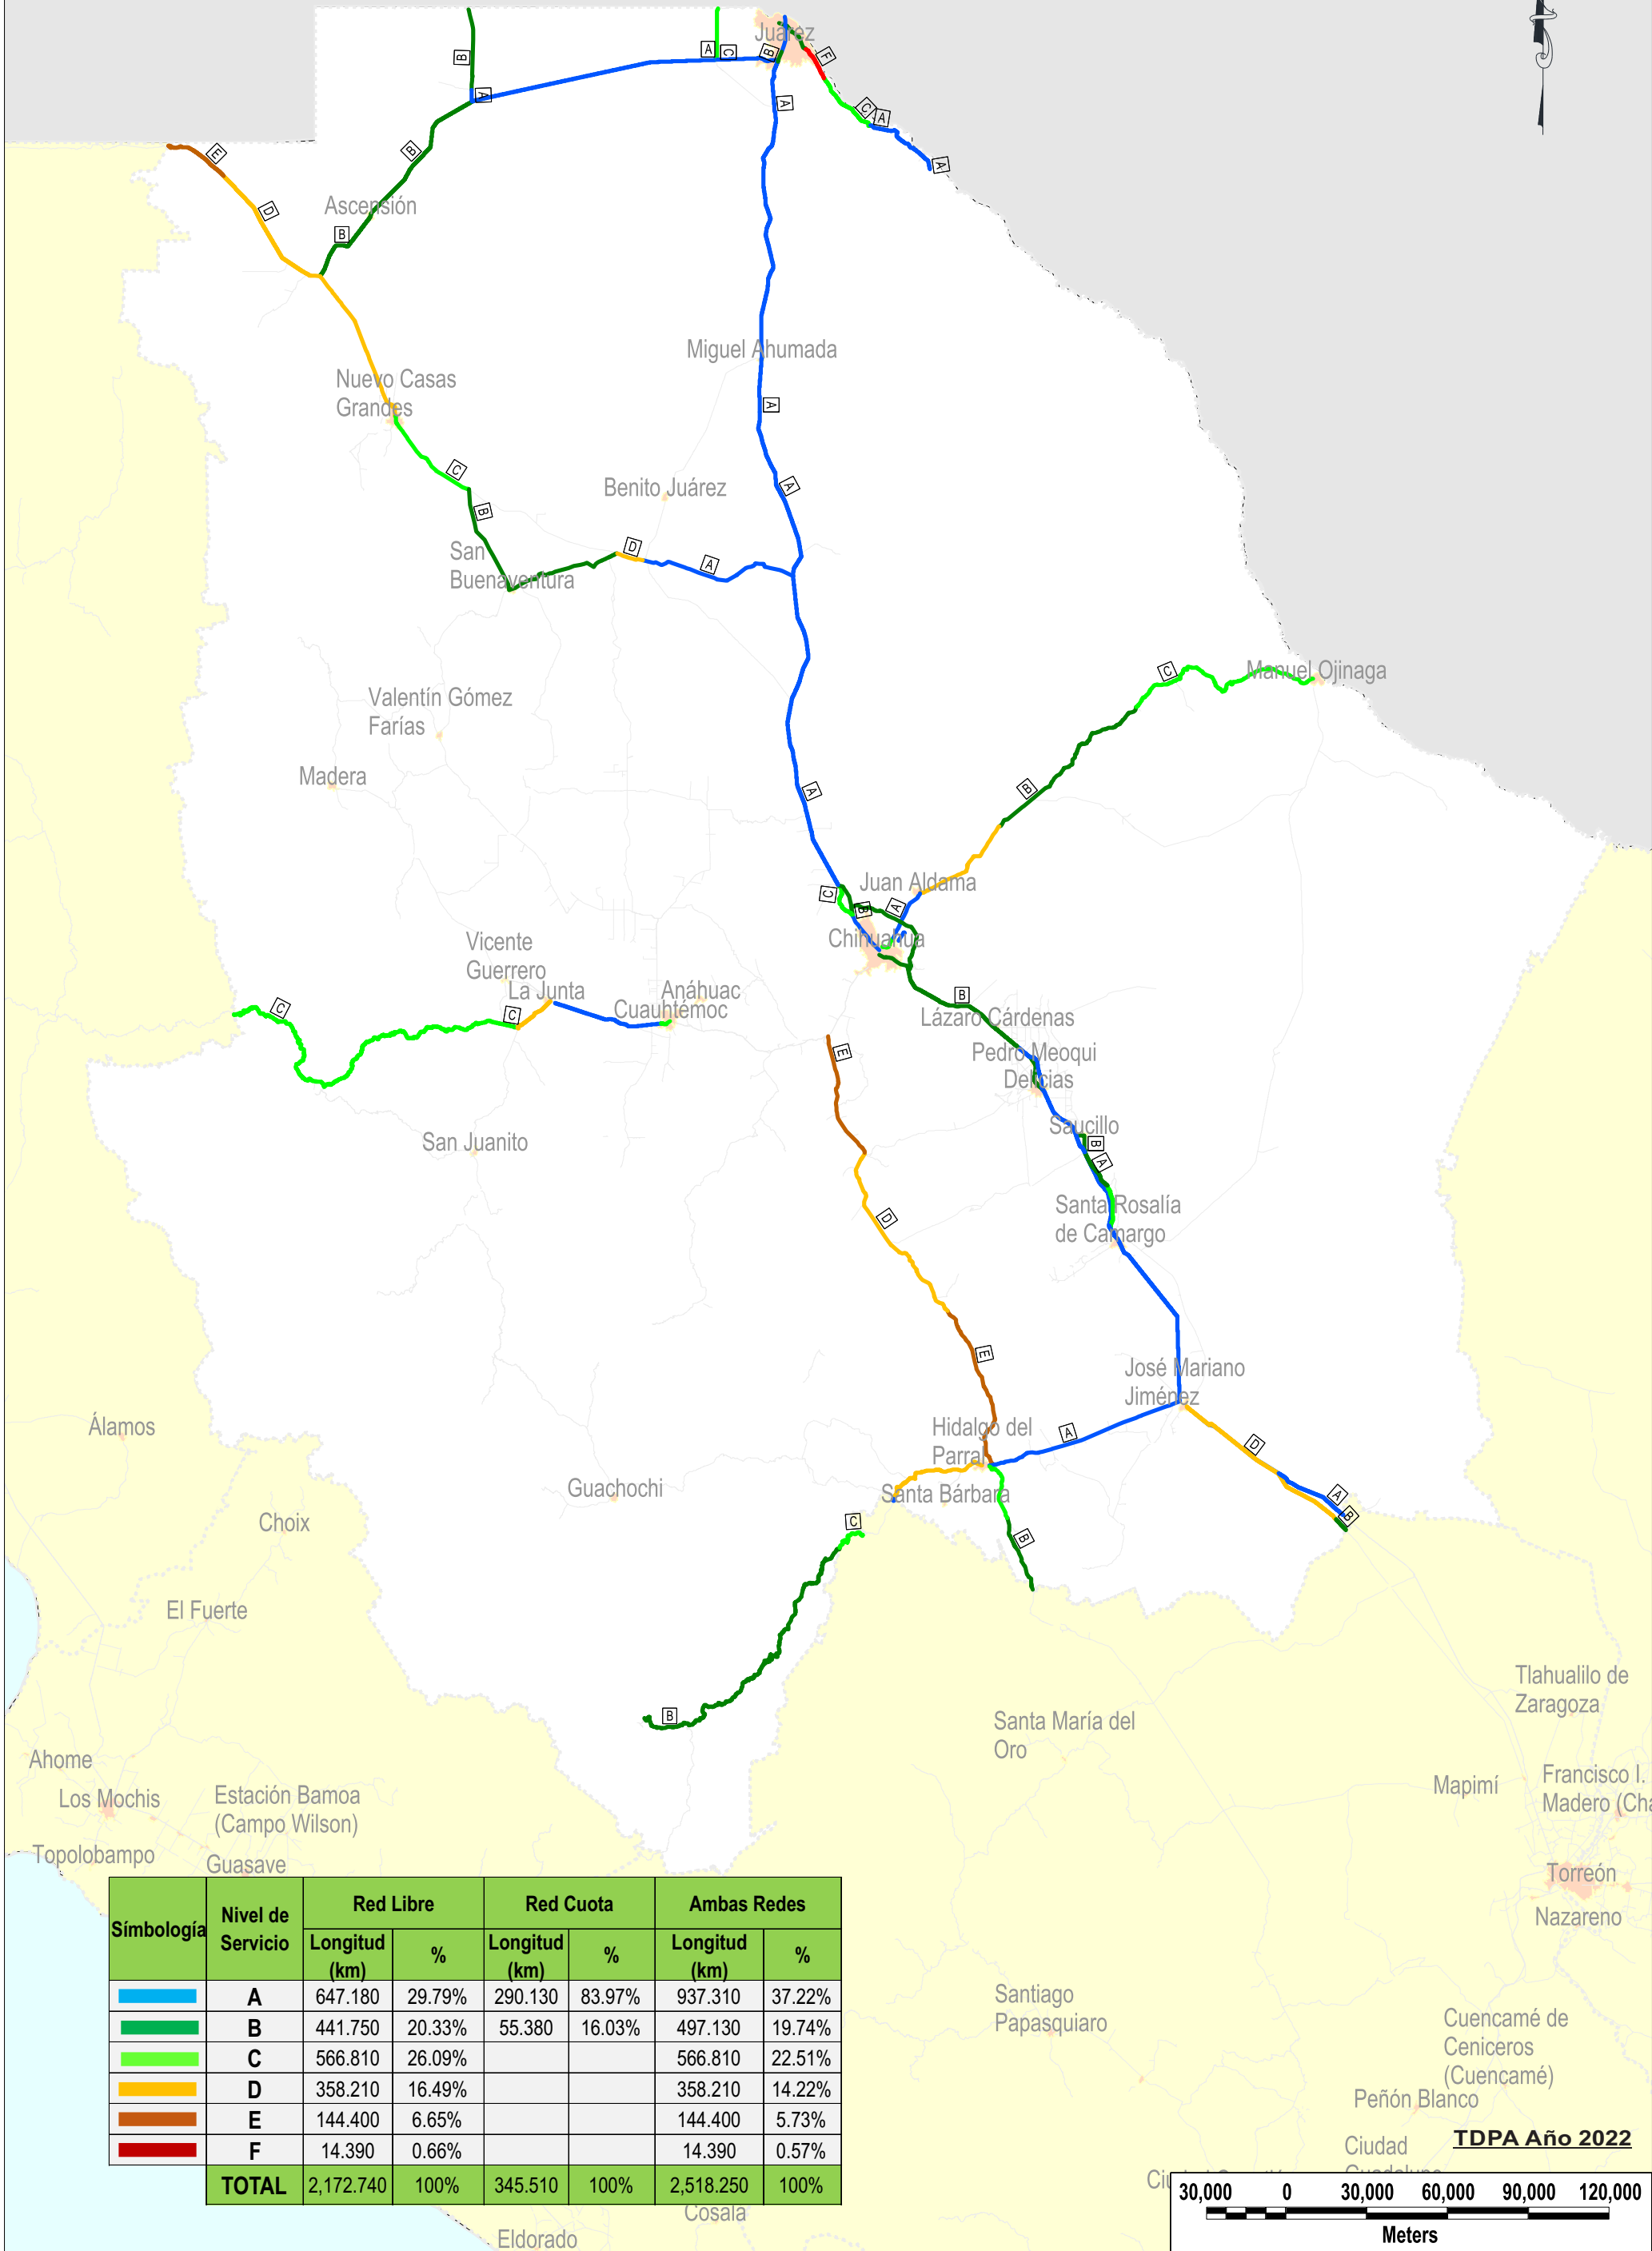 Juárez
B
A
C
B
F
A
A
C
A
A
E
B
D
Ascensión
B
Miguel Ahumada
Nuevo Casas
Grandes
A
C
A
Benito Juárez
B
D
A
San
Buenaventura
C
Manuel Ojinaga
Valentín Gómez
Farías
Madera
A
B
Juan Aldama
C
B
A
Chihuahua
Vicente
Guerrero
La Junta
Anáhuac
Cuauhtémoc
C
C
B
Lázaro Cárdenas
E
Pedro Meoqui
Delicias
Saucillo
B
A
San Juanito
Santa Rosalía
de Camargo
D
E
José Mariano
Jiménez
Álamos
Hidalgo del
Parral
A
D
Guachochi
Santa Bárbara
A
B
C
B
Choix
El Fuerte
B
Tlahualilo de
Zaragoza
Santa María del
Oro
Ahome
Los Mochis
Estación Bamoa
(Campo Wilson)
Mapimí
Francisco I.
Madero (Cha
Topolobampo
Guasave
Torreón
Nazareno
Símbología Nivel de Servicio Red Libre Red Cuota Ambas Redes
Longitud (km) % Longitud (km) % Longitud (km) %
A 647.180 29.79% 290.130 83.97% 937.310 37.22%
B 441.750 20.33% 55.380 16.03% 497.130 19.74%
C 566.810 26.09% 566.810 22.51%
D 358.210 16.49% 358.210 14.22%
E 144.400 6.65% 144.400 5.73%
F 14.390 0.66% 14.390 0.57%
TOTAL 2,172.740 100% 345.510 100% 2,518.250 100%
Santiago
Papasquiaro
Cuencamé de
Ceniceros
(Cuencamé)
Peñón Blanco
TDPA Año 2022
Ciudad
Cosalá
Eldorado
30,000 0 30,000 60,000 90,000 120,000
Meters